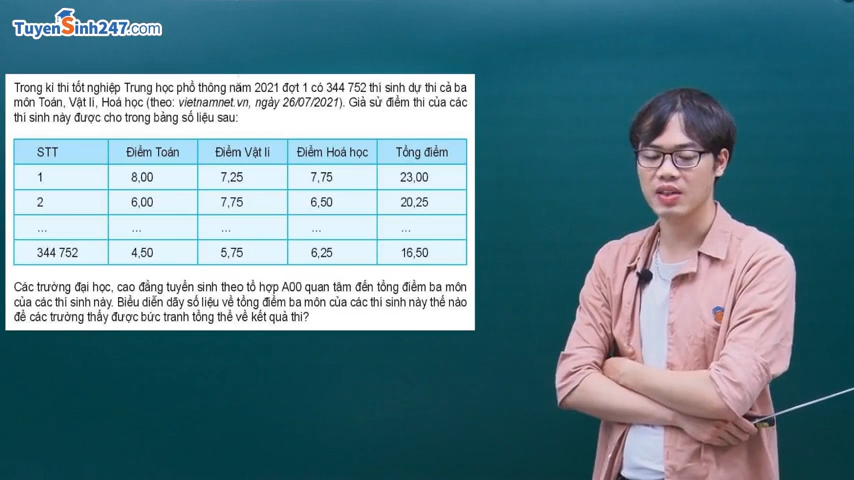 TuyenSinh247.com
Trong kì thi tốt nghiệp Trung học phổ thông năm 2021 đợt 1 có 344 752 thí sinh dự thi cả ba
môn Toán, Vật lí, Hoá học (theo: vietnamnet.vn, ngày 26/07/2021). Giả sử điểm thi của các
thí sinh này được cho trong bảng số liệu sau:
STT Điểm Toán Điểm Vật lí Điểm Hoá học Tổng điểm
1 8,00 7,25 7,75 23,00
2 6,00 7,75 6,50 20,25
... ... ... ... ...
344 752 4,50 5,75 6,25 16,50
Các trường đại học, cao đẳng tuyển sinh theo tổ hợp A00 quan tâm đến tổng điểm ba môn
của các thí sinh này. Biểu diễn dãy số liệu về tổng điểm ba môn của các thí sinh này thế nào
để các trường thấy được bức tranh tổng thể về kết quả thi?